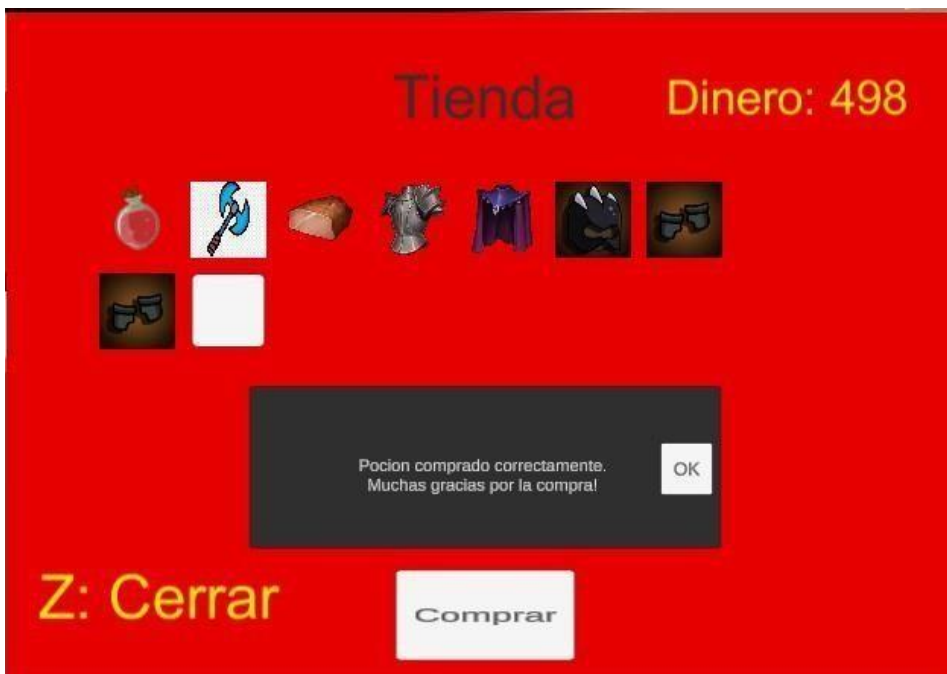 Tienda
Dinero: 498
Pocion comprado correctamente.
Muchas gracias por la compra!
OK
Z: Cerrar
Comprar